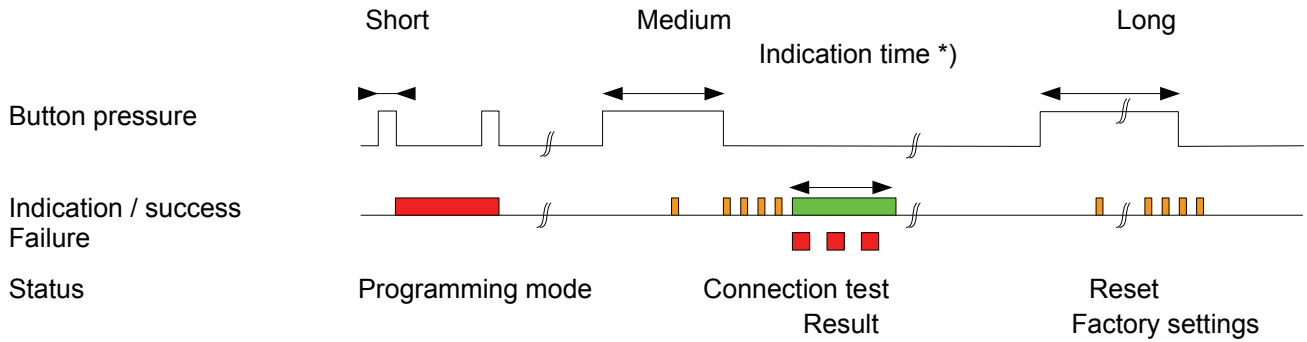 Short Medium Long
Indication time *)
Button pressure
Indication / success
Failure
Status Programming mode Connection test Reset
Result Factory settings